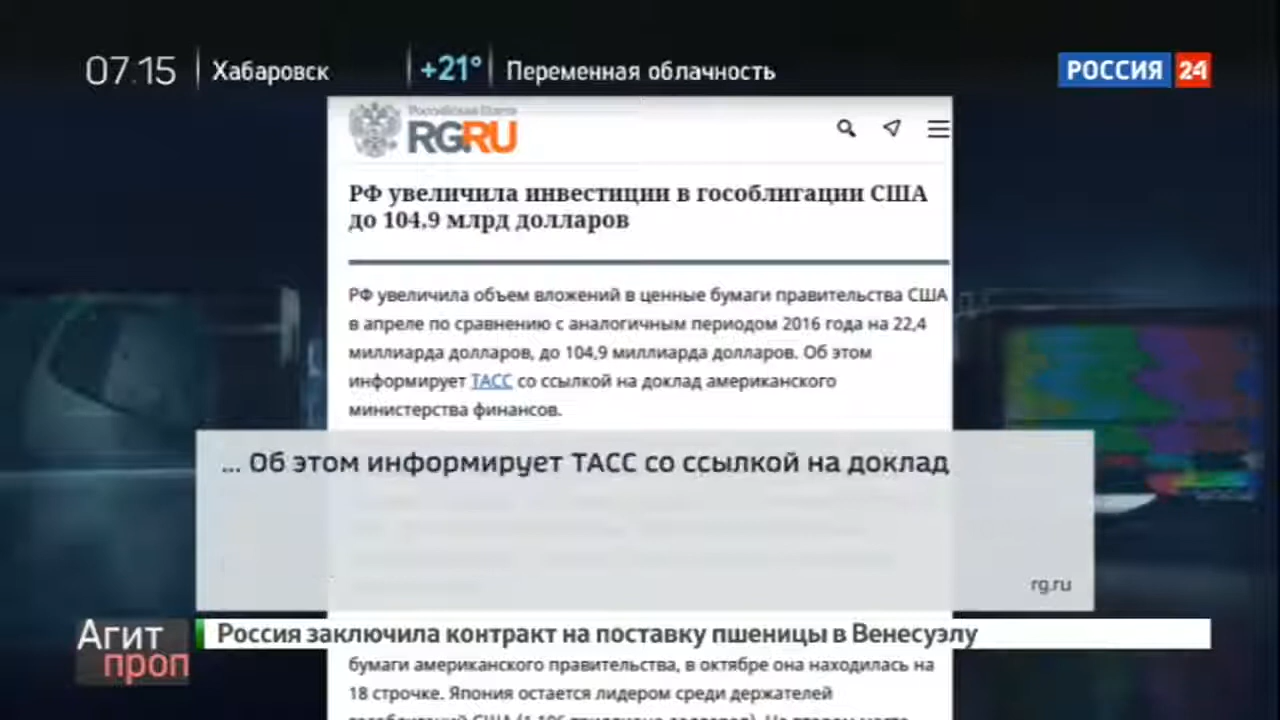 07.15 Хабаровск +21° Переменная облачность РОССИЯ 24
Российская Газета
RG.RU
РФ увеличила инвестиции в гособлигации США
до 104,9 млрд долларов
РФ увеличила объем вложений в ценные бумаги правительства США
в апреле по сравнению с аналогичным периодом 2016 года на 22,4
миллиарда долларов, до 104,9 миллиарда долларов. Об этом
информирует ТАСС со ссылкой на доклад американского
министерства финансов.
... Об этом информирует ТАСС со ссылкой на доклад
rg.ru
Агит
проп
Россия заключила контракт на поставку пшеницы в Венесуэлу
бумаги американского правительства, в октябре она находилась на
18 строчке. Япония остается лидером среди держателей